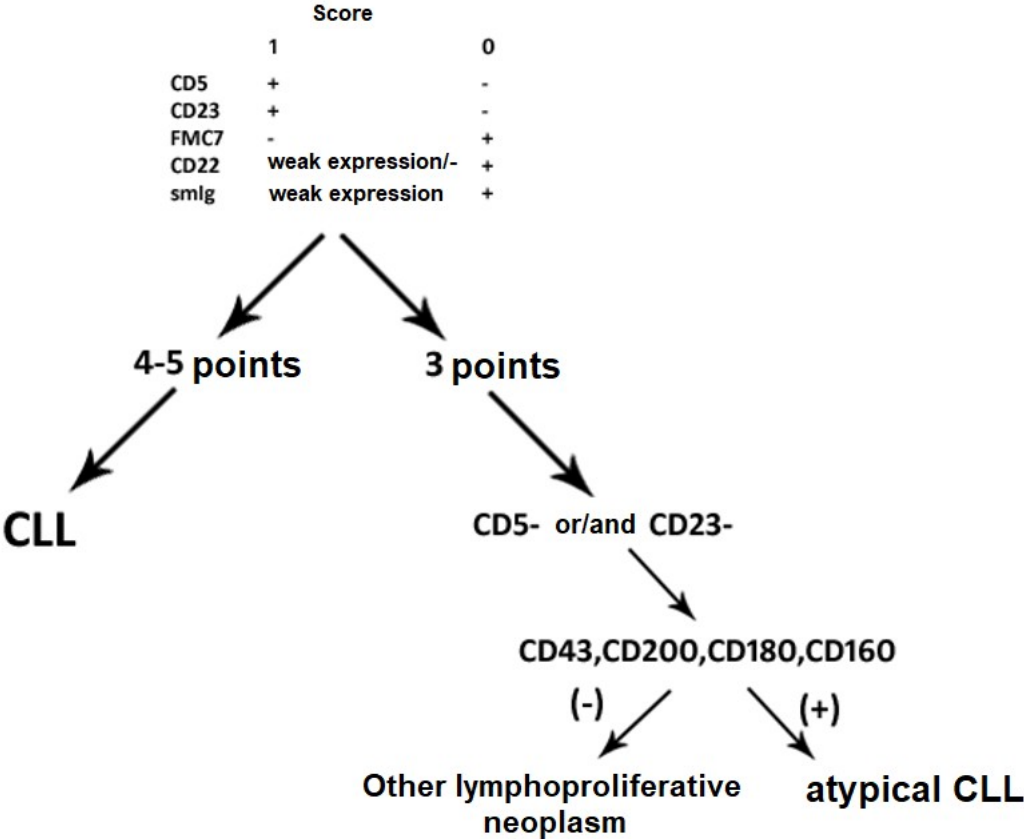 Score
1 0
CD5 + -
CD23 + -
FMC7 - +
CD22 weak expression/- +
smIg weak expression +
4-5 points 3 points
CLL
CD5- or/and CD23-
CD43,CD200,CD180,CD160
(-) (+)
Other lymphoproliferative
neoplasm
atypical CLL